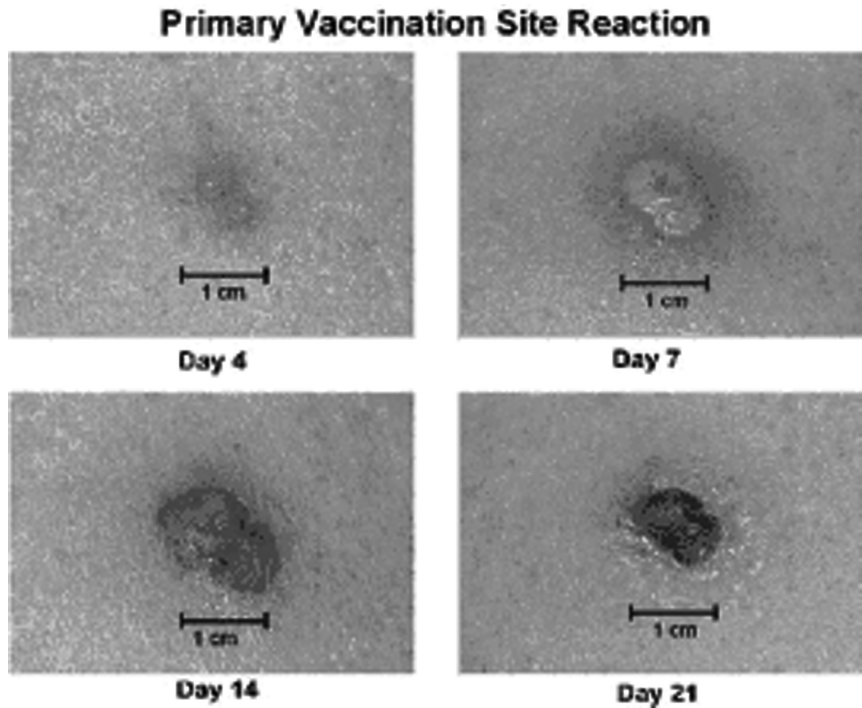 Primary Vaccination Site Reaction
1 cm
1 cm
Day 4
Day 7
1 cm
1 cm
Day 14
Day 21